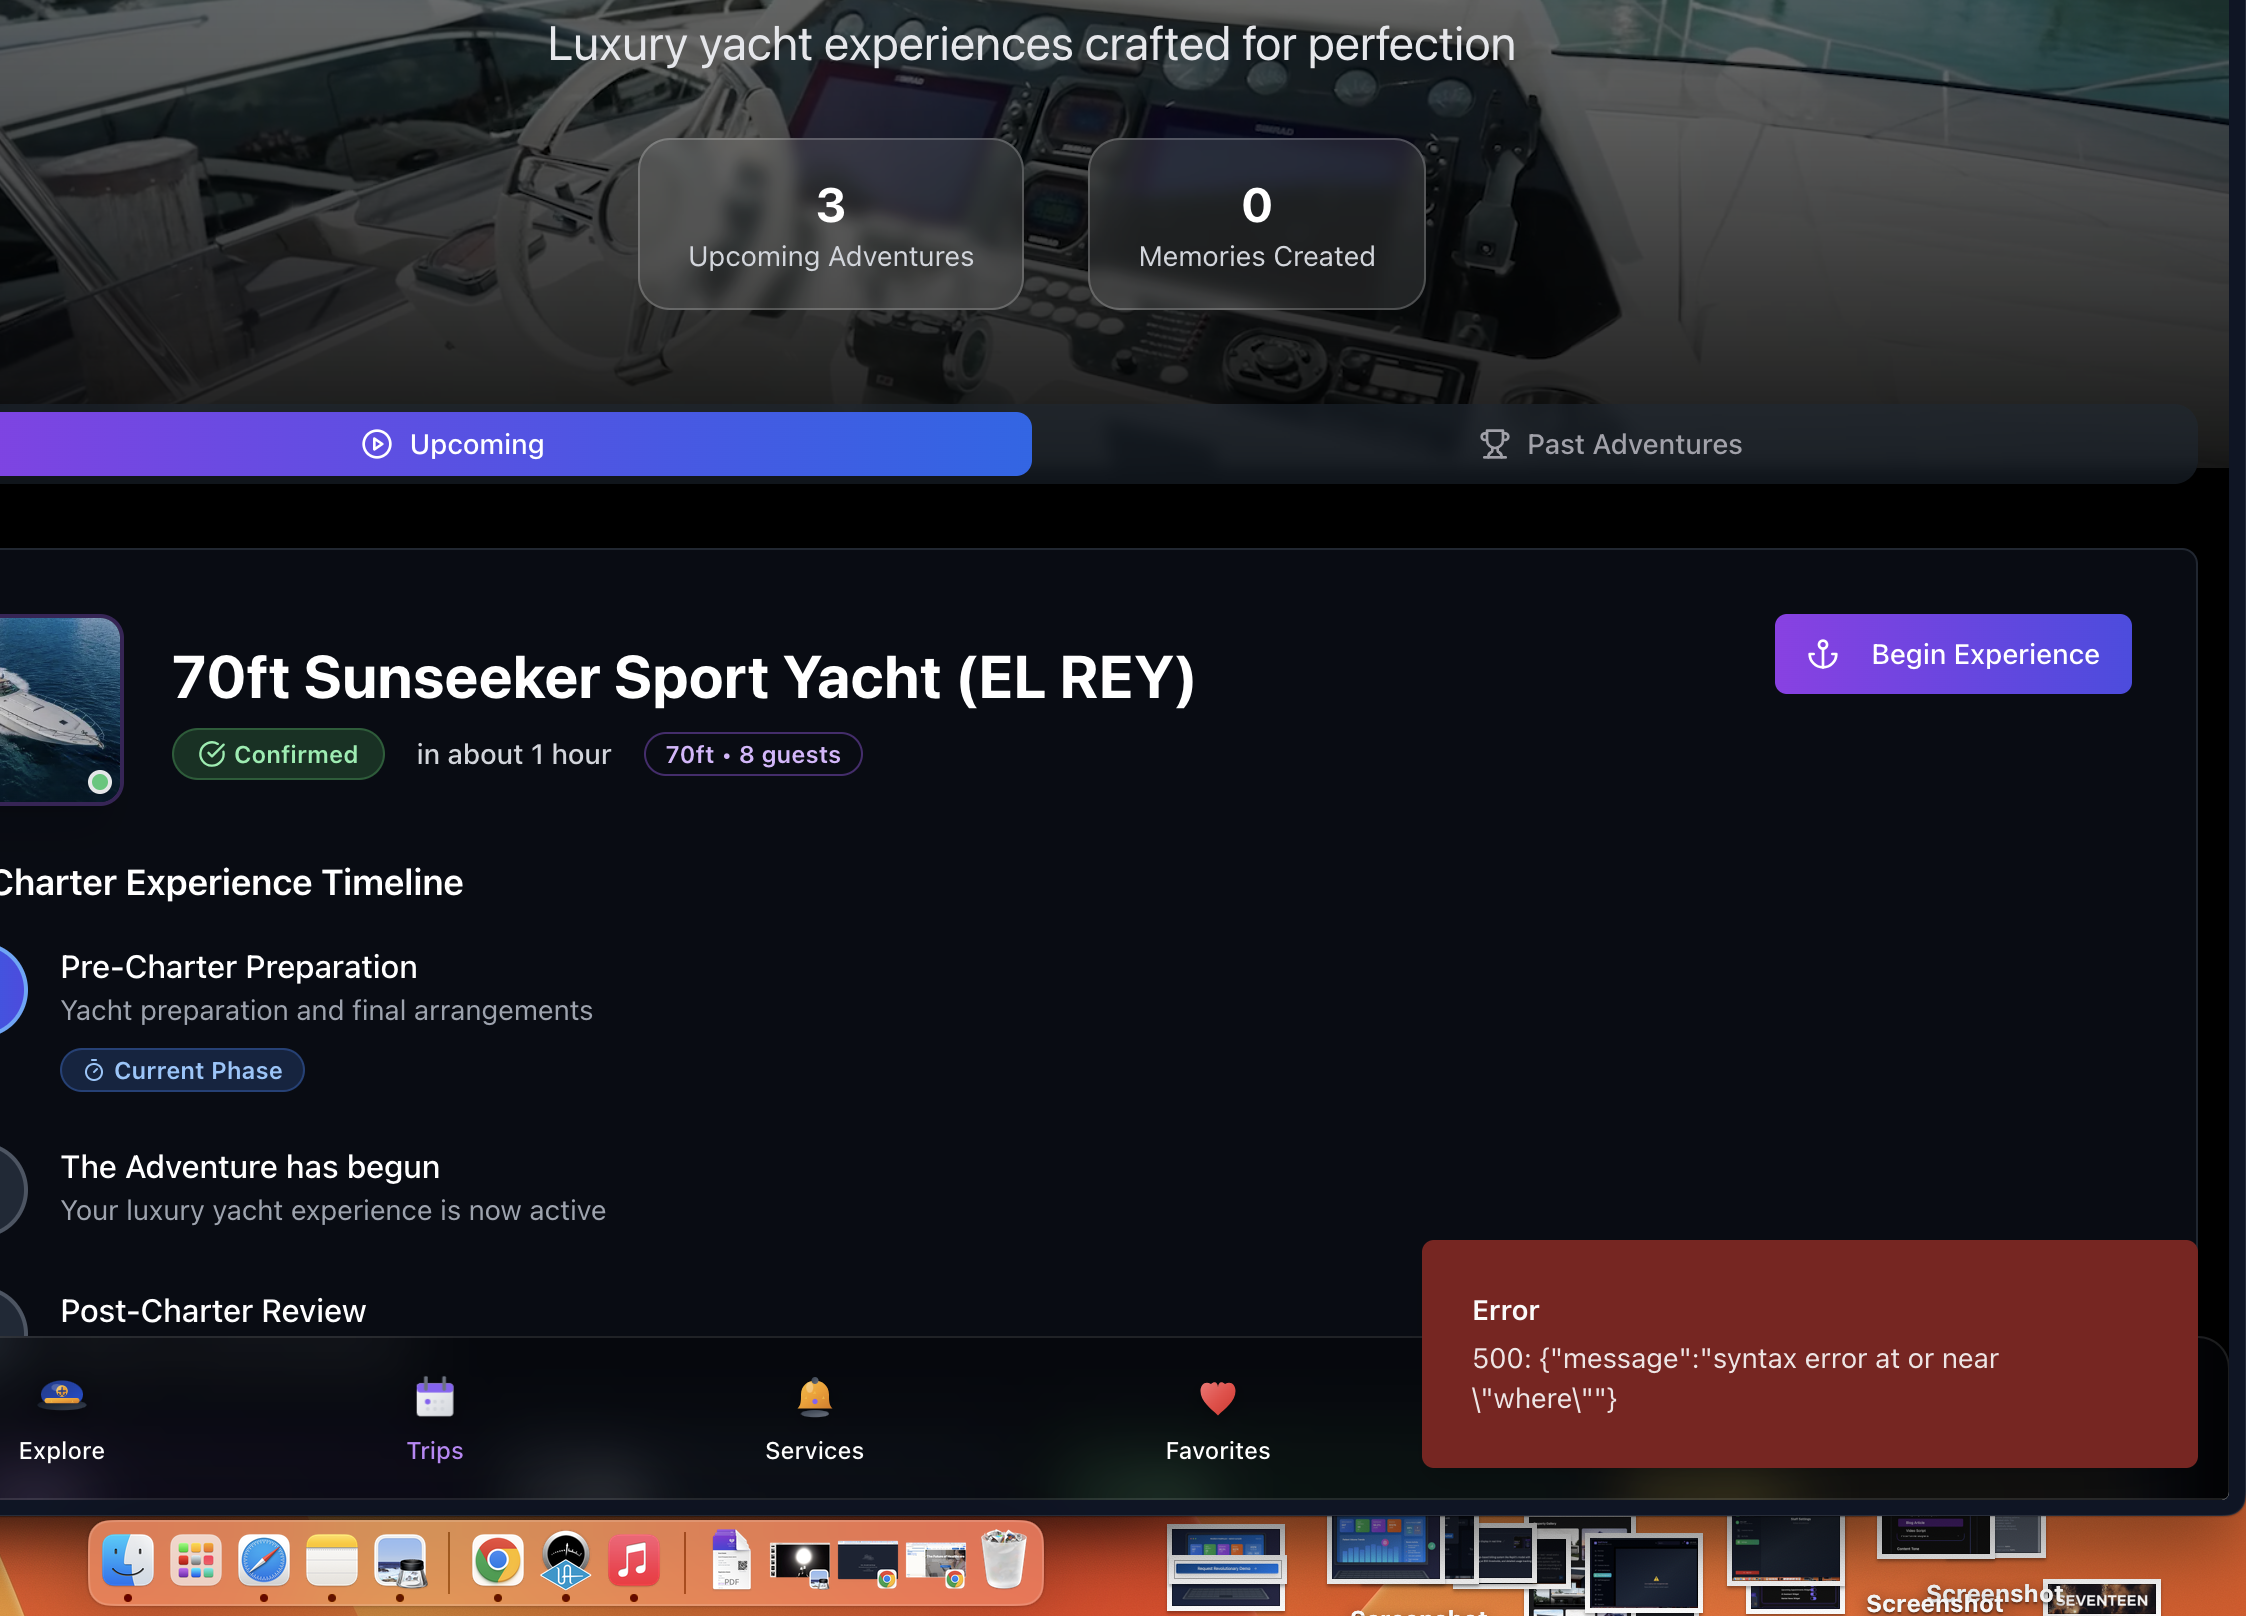 Luxury yacht experiences crafted for perfection
3
Upcoming Adventures
0
Memories Created
Upcoming
Past Adventures
70ft Sunseeker Sport Yacht (EL REY)
Begin Experience
Confirmed
in about 1 hour
70ft • 8 guests
Charter Experience Timeline
Pre-Charter Preparation
Yacht preparation and final arrangements
Current Phase
The Adventure has begun
Your luxury yacht experience is now active
Post-Charter Review
Error
500: {"message":"syntax error at or near
\"where\""}
Explore
Trips
Services
Favorites
PDF
Screenshot
Screenshot
Screenshot
SEVENTEEN